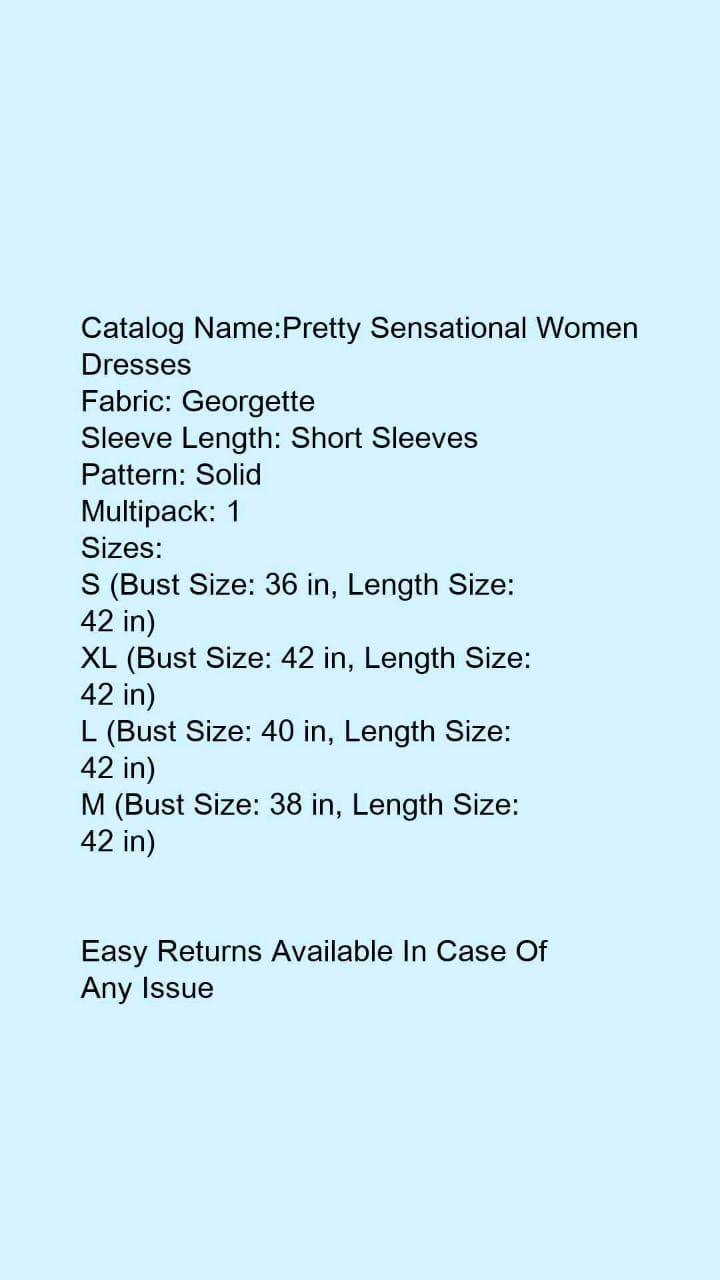 Catalog Name:Pretty Sensational Women
Dresses
Fabric: Georgette
Sleeve Length: Short Sleeves
Pattern: Solid
Multipack: 1
Sizes:
S (Bust Size: 36 in, Length Size:
42 in)
XL (Bust Size: 42 in, Length Size:
42 in)
L (Bust Size: 40 in, Length Size:
42 in)
M (Bust Size: 38 in, Length Size:
42 in)
Easy Returns Available In Case Of
Any Issue